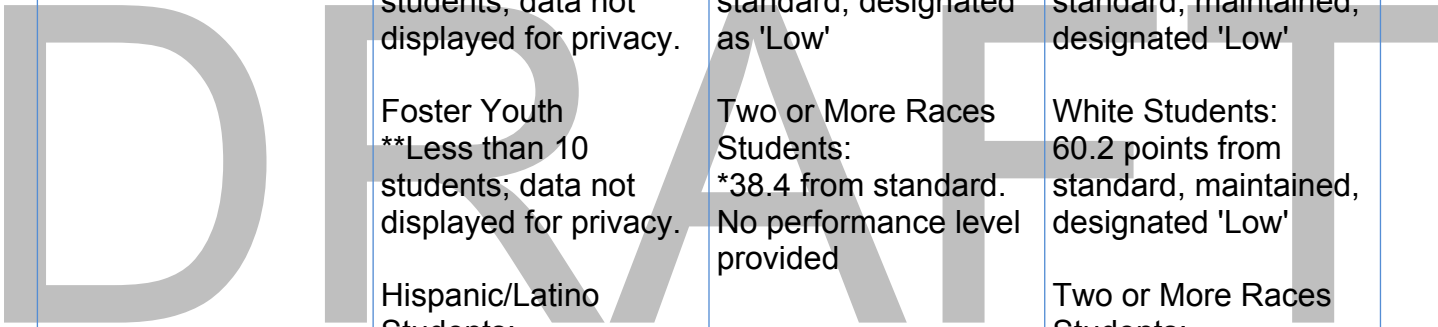 students; data not
displayed for privacy.
Foster Youth
**Less than 10
students; data not
displayed for privacy.
Hispanic/Latino
Students:
standard, designated
as 'Low'
Two or More Races
Students:
*38.4 from standard.
No performance level
provided
standard, maintained,
designated 'Low'
White Students:
60.2 points from
standard, maintained,
designated 'Low'
Two or More Races
Students:
DRAFT